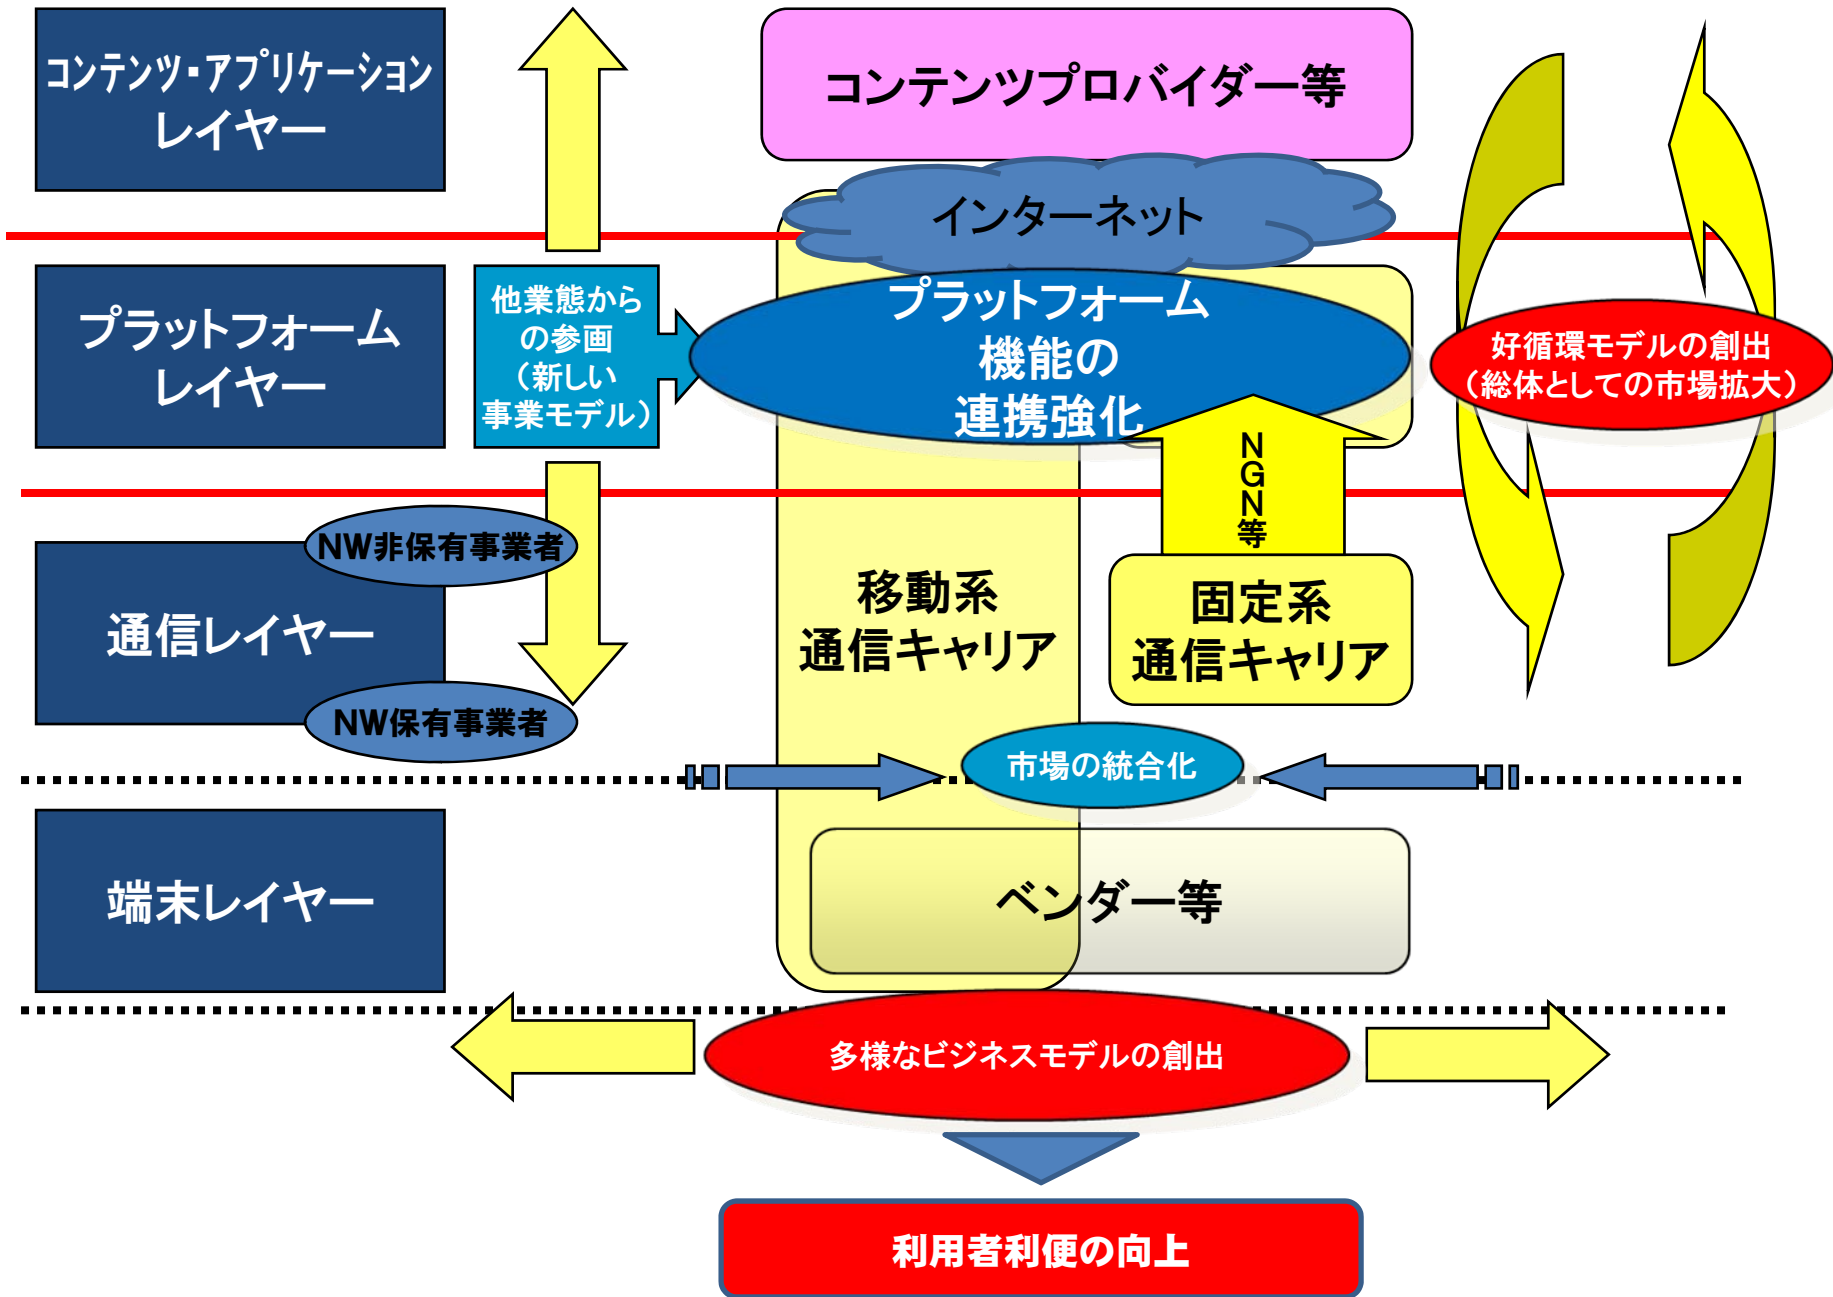 コンテンツ・アプリケーション
レイヤー
コンテンツプロバイダー等
インターネット
プラットフォーム
レイヤー
他業態から
の参画
（新しい
事業モデル）
プラットフォーム
機能の
連携強化
好循環モデルの創出
（総体としての市場拡大）
NGN等
NW非保有事業者
通信レイヤー
NW保有事業者
移動系
通信キャリア
固定系
通信キャリア
市場の統合化
端末レイヤー
ベンダー等
多様なビジネスモデルの創出
利用者利便の向上